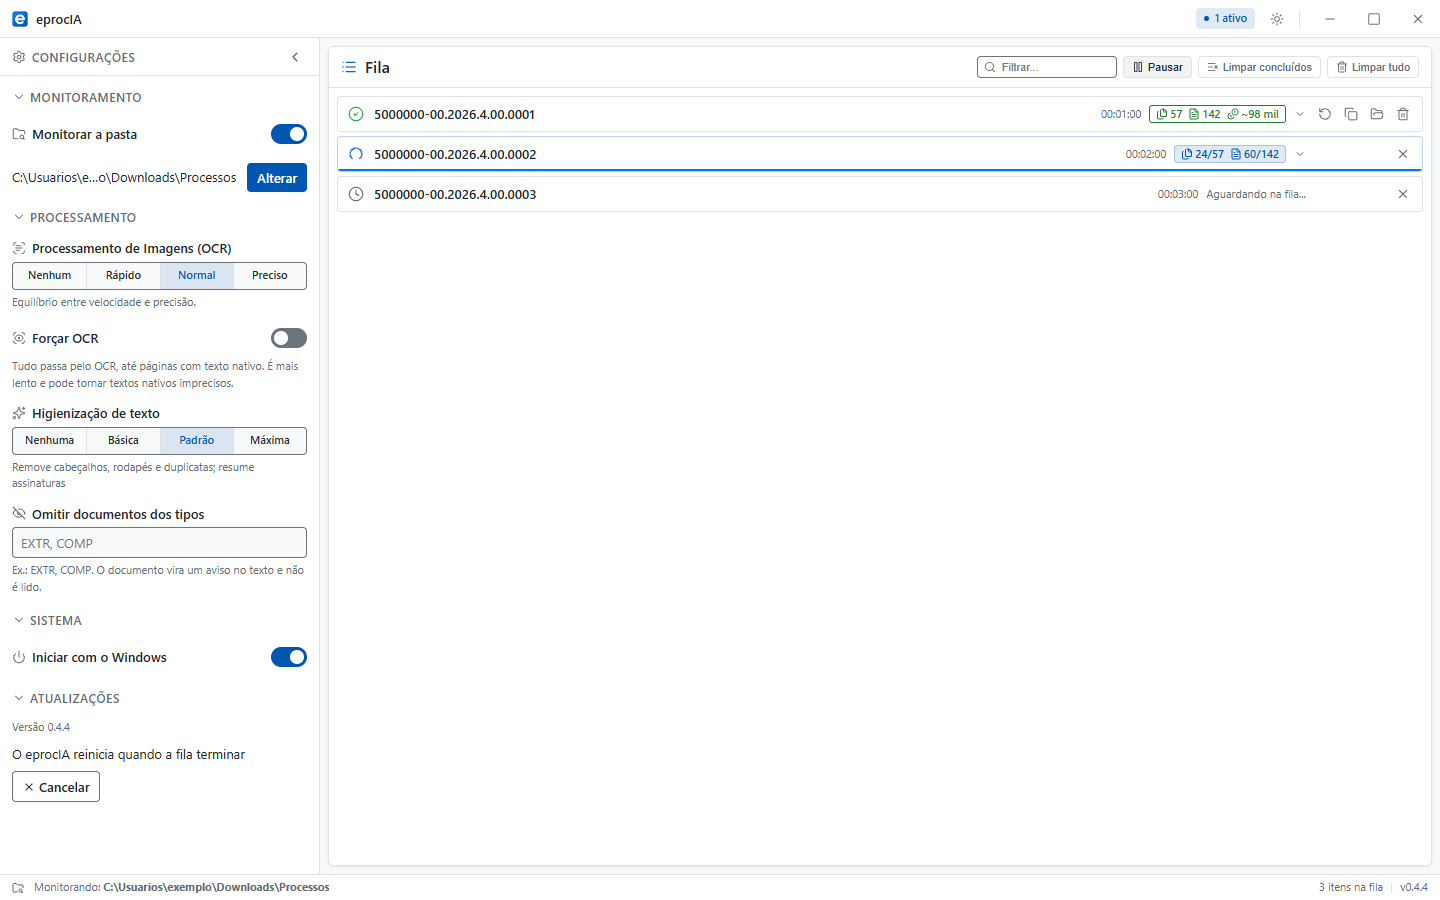 eprocIA
1 ativo
CONFIGURAÇÕES
MONITORAMENTO
Monitorar a pasta
C:\Usuarios\e...o\Downloads\Processos
Alterar
PROCESSAMENTO
Processamento de Imagens (OCR)
Nenhum Rápido Normal Preciso
Equilíbrio entre velocidade e precisão.
Forçar OCR
Tudo passa pelo OCR, até páginas com texto nativo. É mais
lento e pode tornar textos nativos imprecisos.
Higienização de texto
Nenhuma Básica Padrão Máxima
Remove cabeçalhos, rodapés e duplicatas; resume
assinaturas
Omitir documentos dos tipos
EXTR, COMP
Ex.: EXTR, COMP. O documento vira um aviso no texto e não
é lido.
SISTEMA
Iniciar com o Windows
ATUALIZAÇÕES
Versão 0.4.4
O eprocIA reinicia quando a fila terminar
Cancelar
Fila
Filtrar...
Pausar
Limpar concluídos
Limpar tudo
5000000-00.2026.4.00.0001 00:01:00 57 142 ~98 mil
5000000-00.2026.4.00.0002 00:02:00 24/57 60/142
5000000-00.2026.4.00.0003 00:03:00 Aguardando na fila...
Monitorando: C:\Usuarios\exemplo\Downloads\Processos
3 itens na fila
v0.4.4